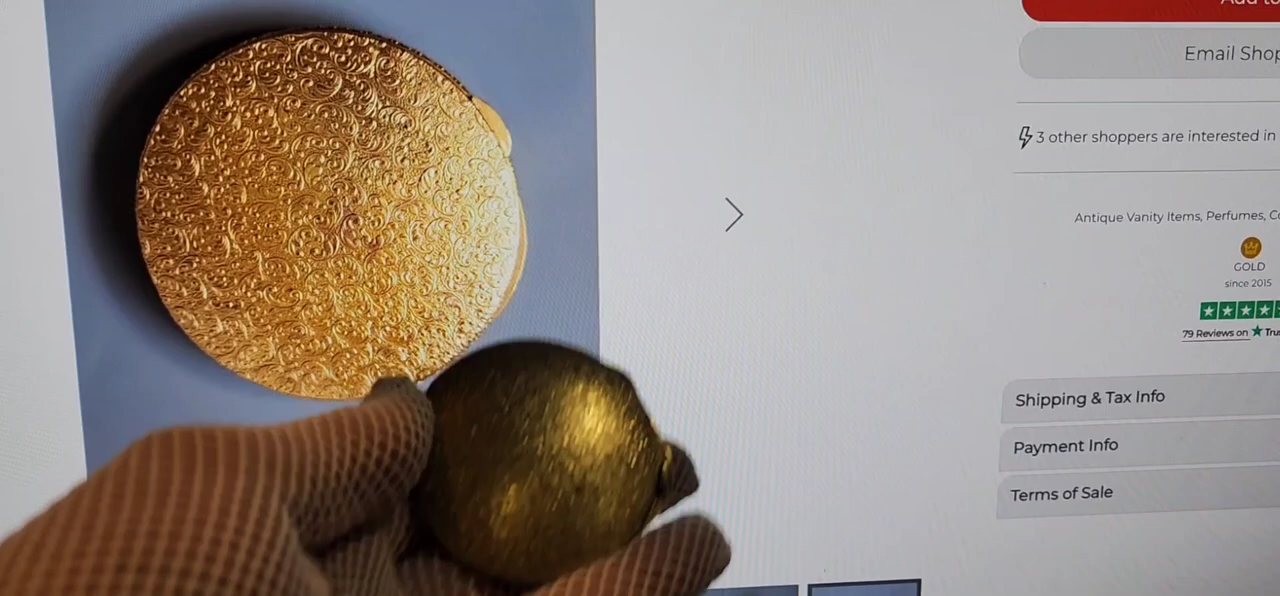 Email Shop
3 other shoppers are interested in
Antique Vanity Items, Perfumes,
GOLD
since 2015
79 Reviews on
Shipping & Tax Info
Payment Info
Terms of Sale